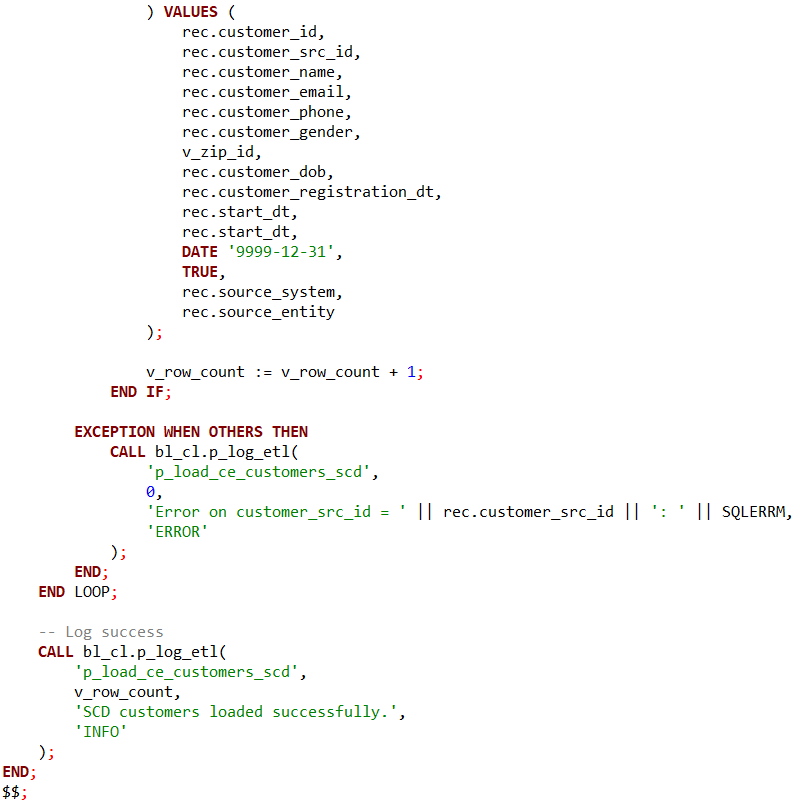 ) VALUES (
rec.customer_id,
rec.customer_src_id,
rec.customer_name,
rec.customer_email,
rec.customer_phone,
rec.customer_gender,
v_zip_id,
rec.customer_dob,
rec.customer_registration_dt,
rec.start_dt,
rec.start_dt,
DATE '9999-12-31',
TRUE,
rec.source_system,
rec.source_entity
);
v_row_count := v_row_count + 1;
END IF;
EXCEPTION WHEN OTHERS THEN
CALL bl_cl.p_log_etl(
'p_load_ce_customers_scd',
0,
'Error on customer_src_id = ' || rec.customer_src_id || ': ' || SQLERRM,
'ERROR'
);
END;
END LOOP;
-- Log success
CALL bl_cl.p_log_etl(
'p_load_ce_customers_scd',
v_row_count,
'SCD customers loaded successfully.',
'INFO'
);
END;
$$;